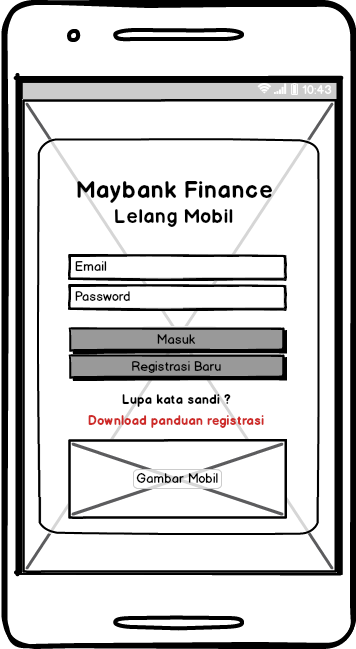 10:43
Maybank Finance
Lelang Mobil
Email
Password
Masuk
Registrasi Baru
Lupa kata sandi ?
Download panduan registrasi
Gambar Mobil